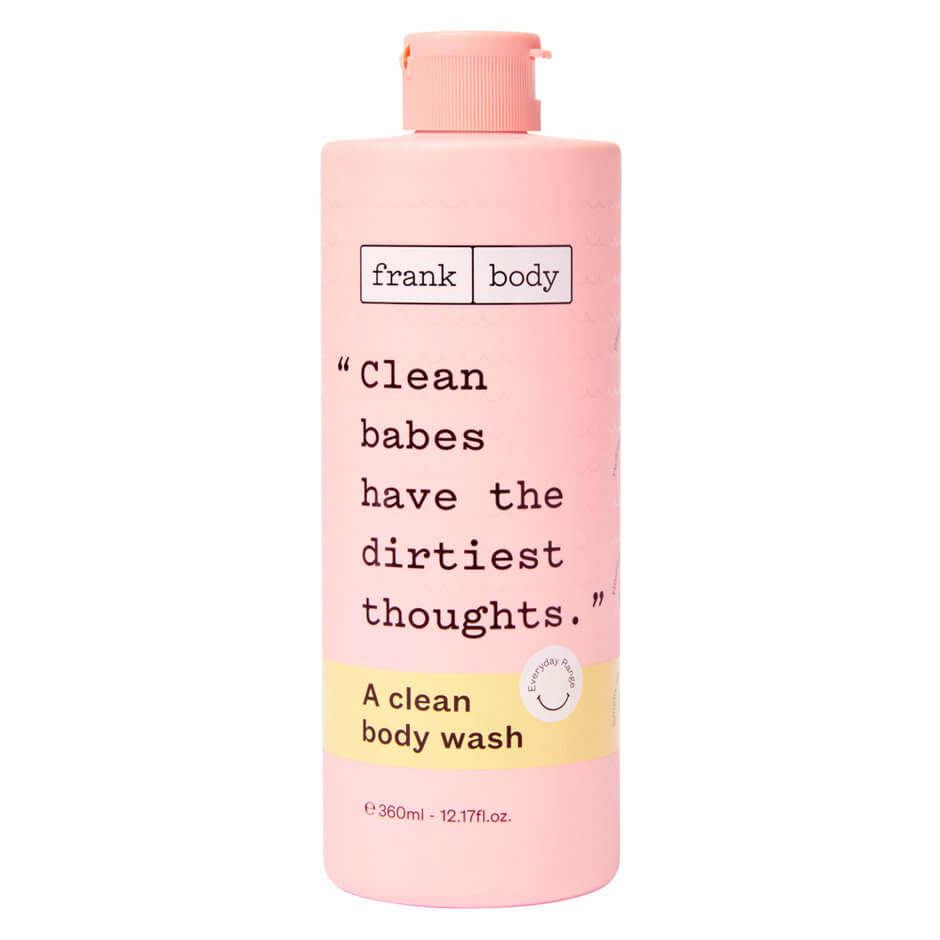 frank body
“Clean
babes
have the
dirtiest
thoughts.”
Everyday Range
A clean
body wash
℮ 360ml - 12.17fl.oz.